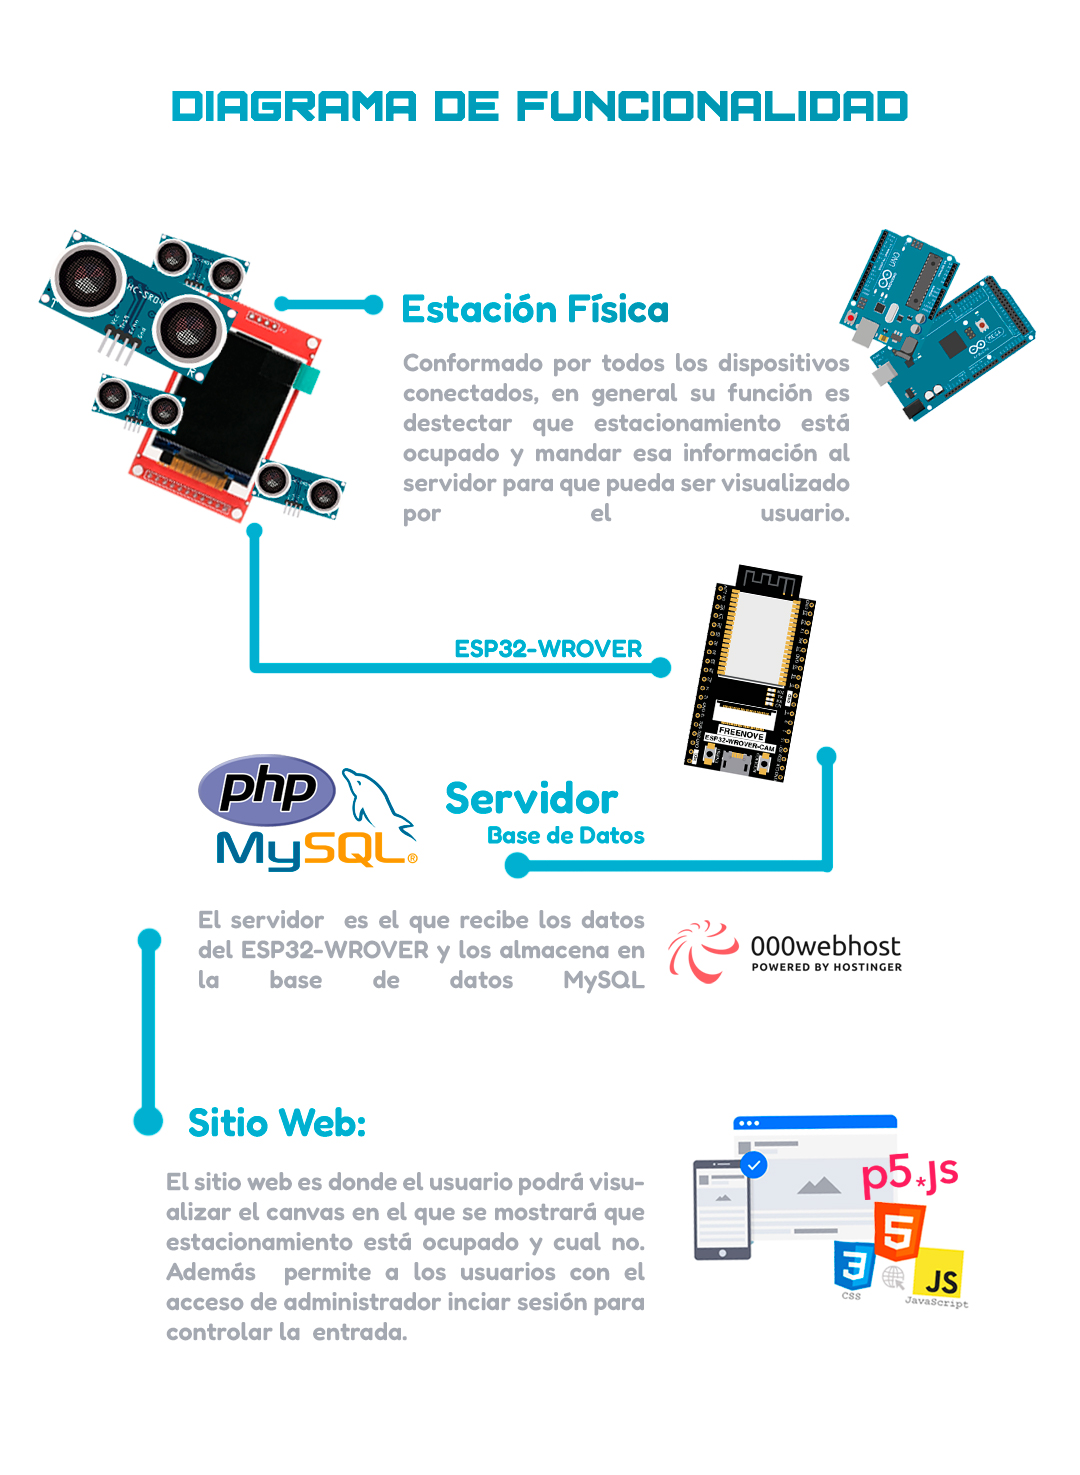 DIAGRAMA DE FUNCIONALIDAD
HC-SR04
T
R
Estación Física
UNO
MEGA
Conformado por todos los dispositivos
conectados, en general su función es
destectar que estacionamiento está
ocupado y mandar esa información al
servidor para que pueda ser visualizado
por el usuario.
ESP32-WROVER
FREENOVE
ESP32-WROVER-CAM
php
MySQL®
Servidor
Base de Datos
El servidor es el que recibe los datos
del ESP32-WROVER y los almacena en
la base de datos MySQL
000webhost
POWERED BY HOSTINGER
Sitio Web:
El sitio web es donde el usuario podrá visu-
alizar el canvas en el que se mostrará que
estacionamiento está ocupado y cual no.
Además permite a los usuarios con el
acceso de administrador inciar sesión para
controlar la entrada.
p5*js
5
3
CSS
JS
JavaScript